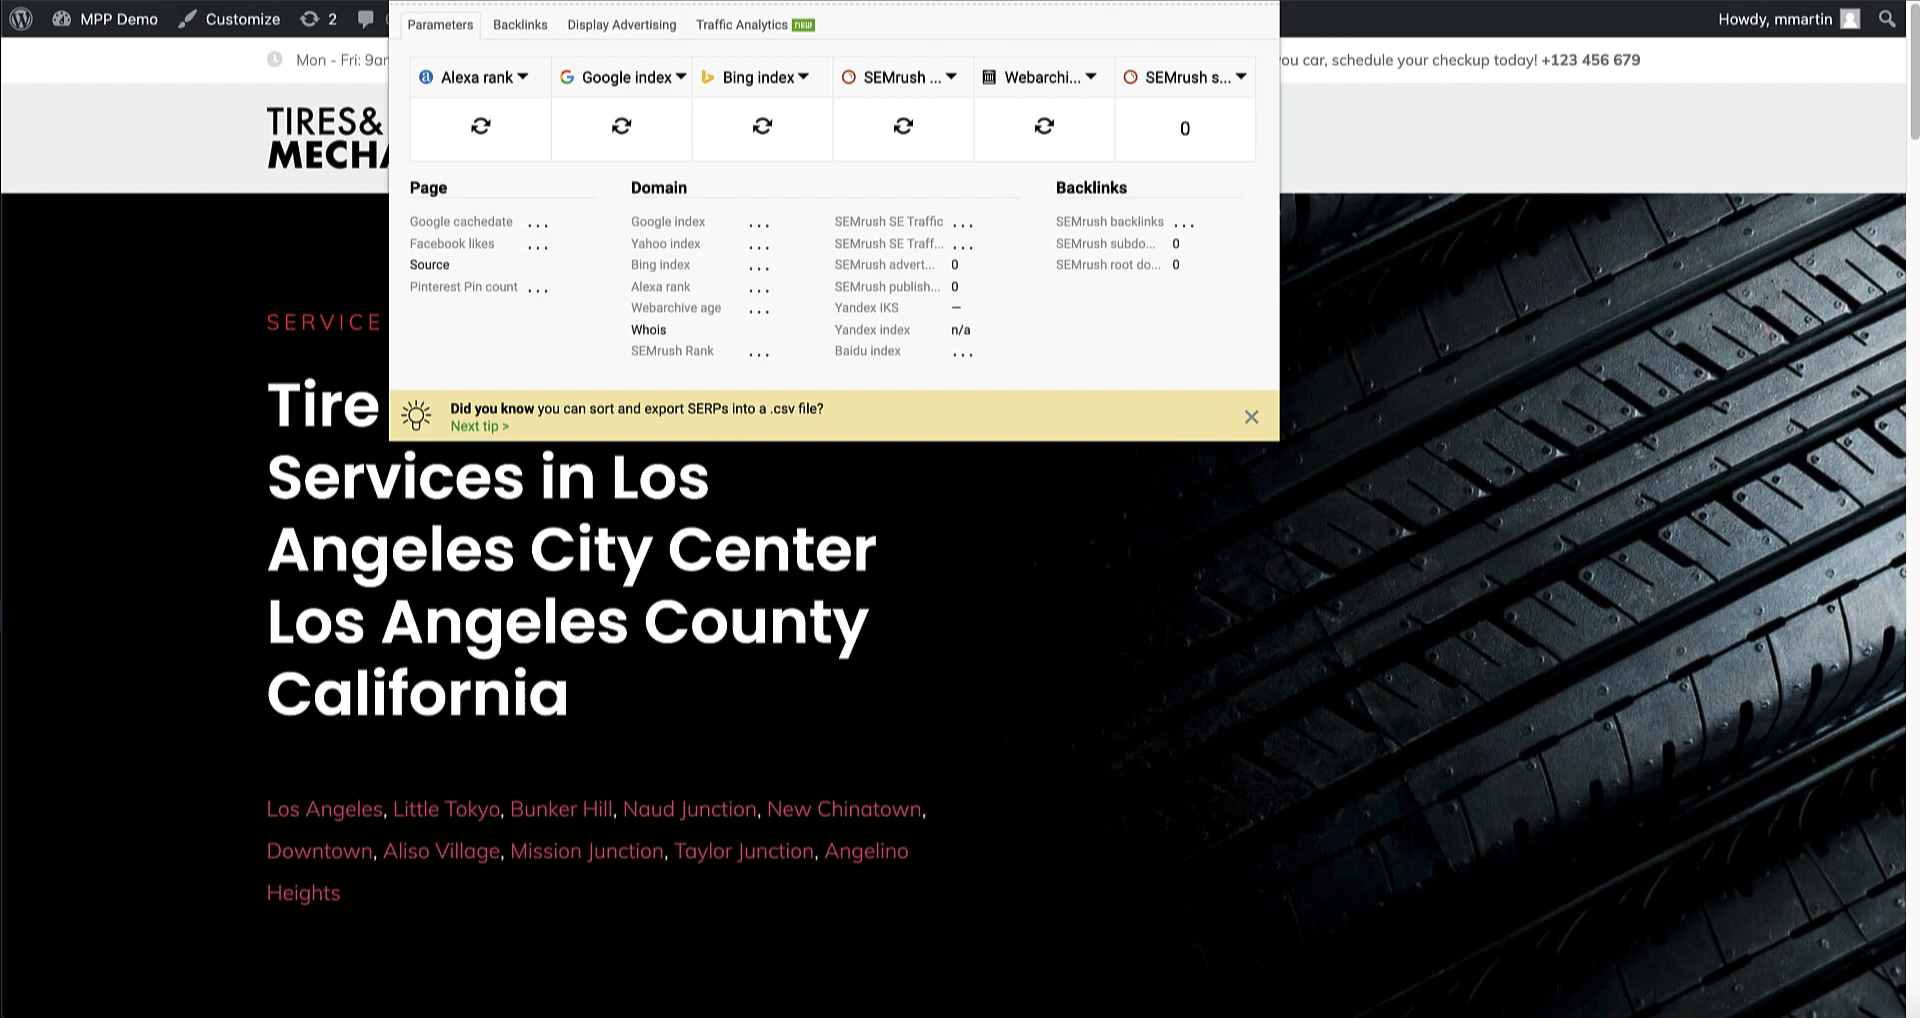 MPP Demo Customize 2
Howdy, mmartin
Parameters Backlinks Display Advertising Traffic Analytics NEW
Mon - Fri: 9a
ou car, schedule your checkup today! +123 456 679
Alexa rank Google index Bing index SEMrush ... Webarchi... SEMrush s...
0
TIRES&
MECHA
Page
Google cachedate ...
Facebook likes ...
Source
Pinterest Pin count ...
Domain
Google index ...
Yahoo index ...
Bing index ...
Alexa rank ...
Webarchive age ...
Whois
SEMrush Rank ...
SEMrush SE Traffic ...
SEMrush SE Traff... ...
SEMrush advert... 0
SEMrush publish... 0
Yandex IKS –
Yandex index n/a
Baidu index ...
Backlinks
SEMrush backlinks ...
SEMrush subdo... 0
SEMrush root do... 0
Did you know you can sort and export SERPs into a .csv file?
Next tip >
SERVICE
Tire
Services in Los
Angeles City Center
Los Angeles County
California
Los Angeles, Little Tokyo, Bunker Hill, Naud Junction, New Chinatown,
Downtown, Aliso Village, Mission Junction, Taylor Junction, Angelino
Heights